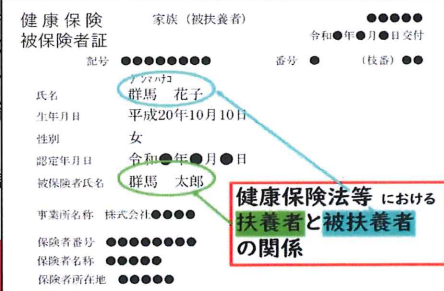 健康保険 家族（被扶養者） ●●●●●
被保険者証 令和●年●月●日交付
記号 ●●●●●●●● 番号 ● （枝番）●●
グンマハナコ
氏名 群馬 花子
生年月日 平成20年10月10日
性別 女
認定年月日 令和●年●月●日
被保険者氏名 群馬 太郎
事業所名称 株式会社●●●●
保険者番号 ●●●●●●●●
保険者名称 ●●●●●
保険者所在地 ●●●●●
健康保険法等 における
扶養者と被扶養者
の関係